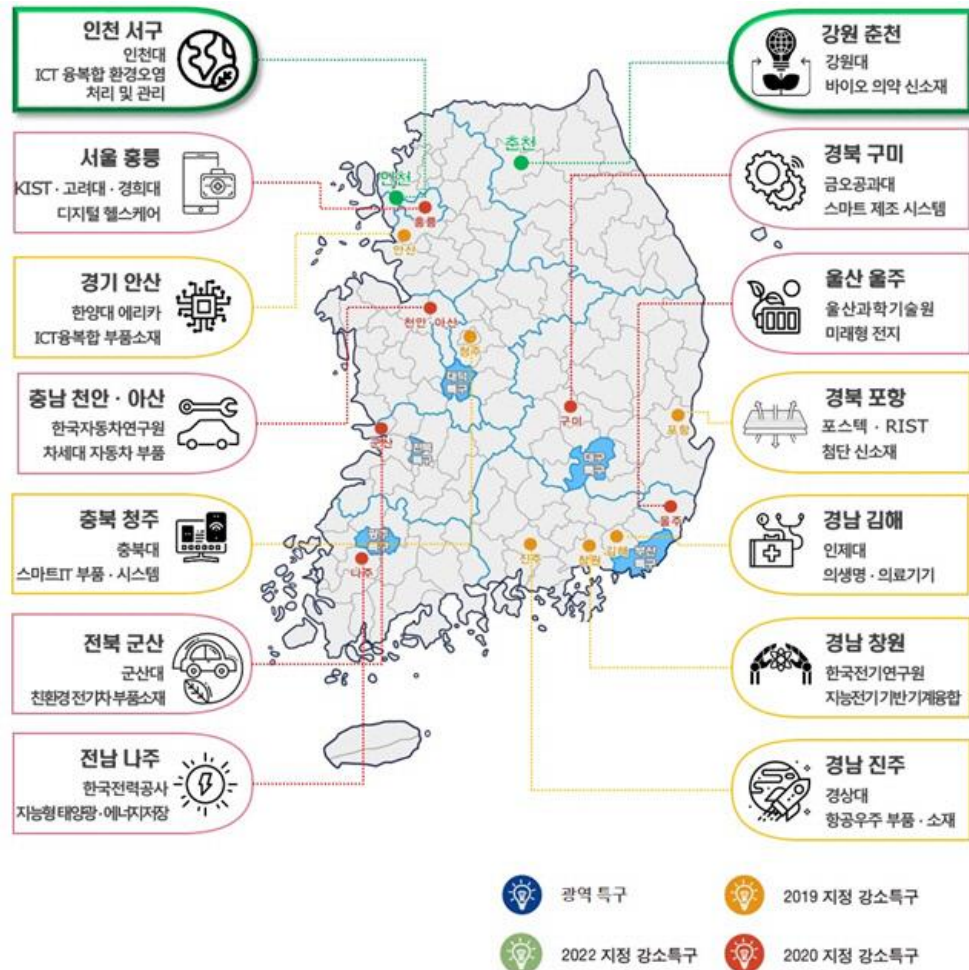 인천 서구
인천대
ICT 융복합 환경오염
처리 및 관리
서울 홍릉
KIST · 고려대 · 경희대
디지털 헬스케어
경기 안산
한양대 에리카
ICT융복합 부품소재
충남 천안 · 아산
한국자동차연구원
차세대 자동차 부품
충북 청주
충북대
스마트IT 부품 · 시스템
전북 군산
군산대
친환경 전기차 부품소재
전남 나주
한국전력공사
지능형 태양광·에너지저장
춘천
인천
홍릉
안산
천안 아산
청주
대덕
구미
포항
울주
진주
창원
김해
부산
나주
강원 춘천
강원대
바이오 의약 신소재
경북 구미
금오공과대
스마트 제조 시스템
울산 울주
울산과학기술원
미래형 전지
경북 포항
포스텍 · RIST
첨단 신소재
경남 김해
인제대
의생명 · 의료기기
경남 창원
한국전기연구원
지능전기 기반 기계융합
경남 진주
경상대
항공우주 부품 · 소재
광역 특구
2019 지정 강소특구
2022 지정 강소특구
2020 지정 강소특구